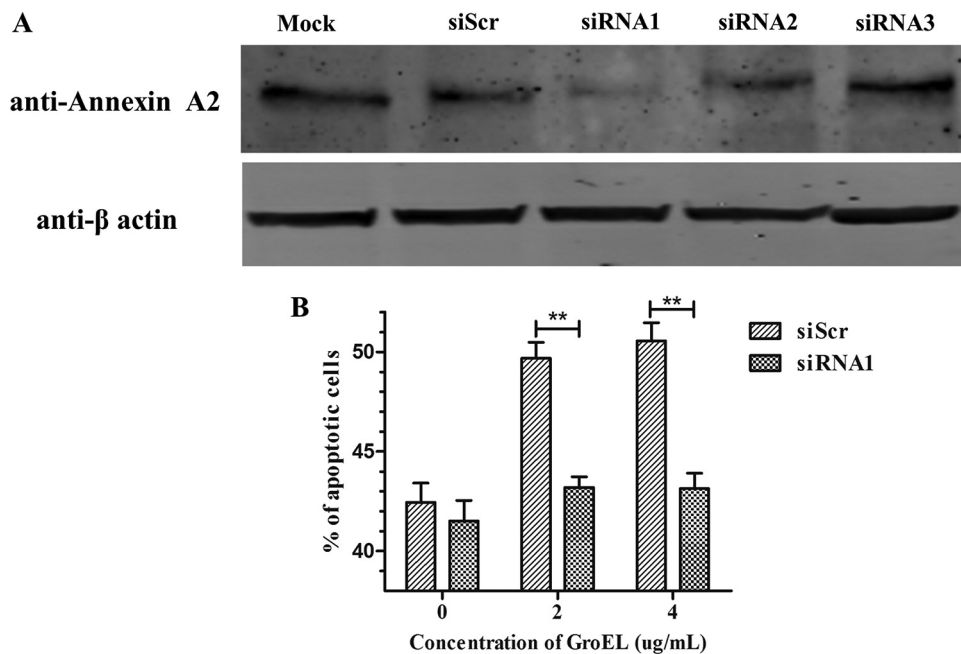 A
Mock siScr siRNA1 siRNA2 siRNA3
anti-Annexin A2
anti-β actin
B
** **
siScr
siRNA1
% of apoptotic cells
50
45
40
0 2 4
Concentration of GroEL (ug/mL)